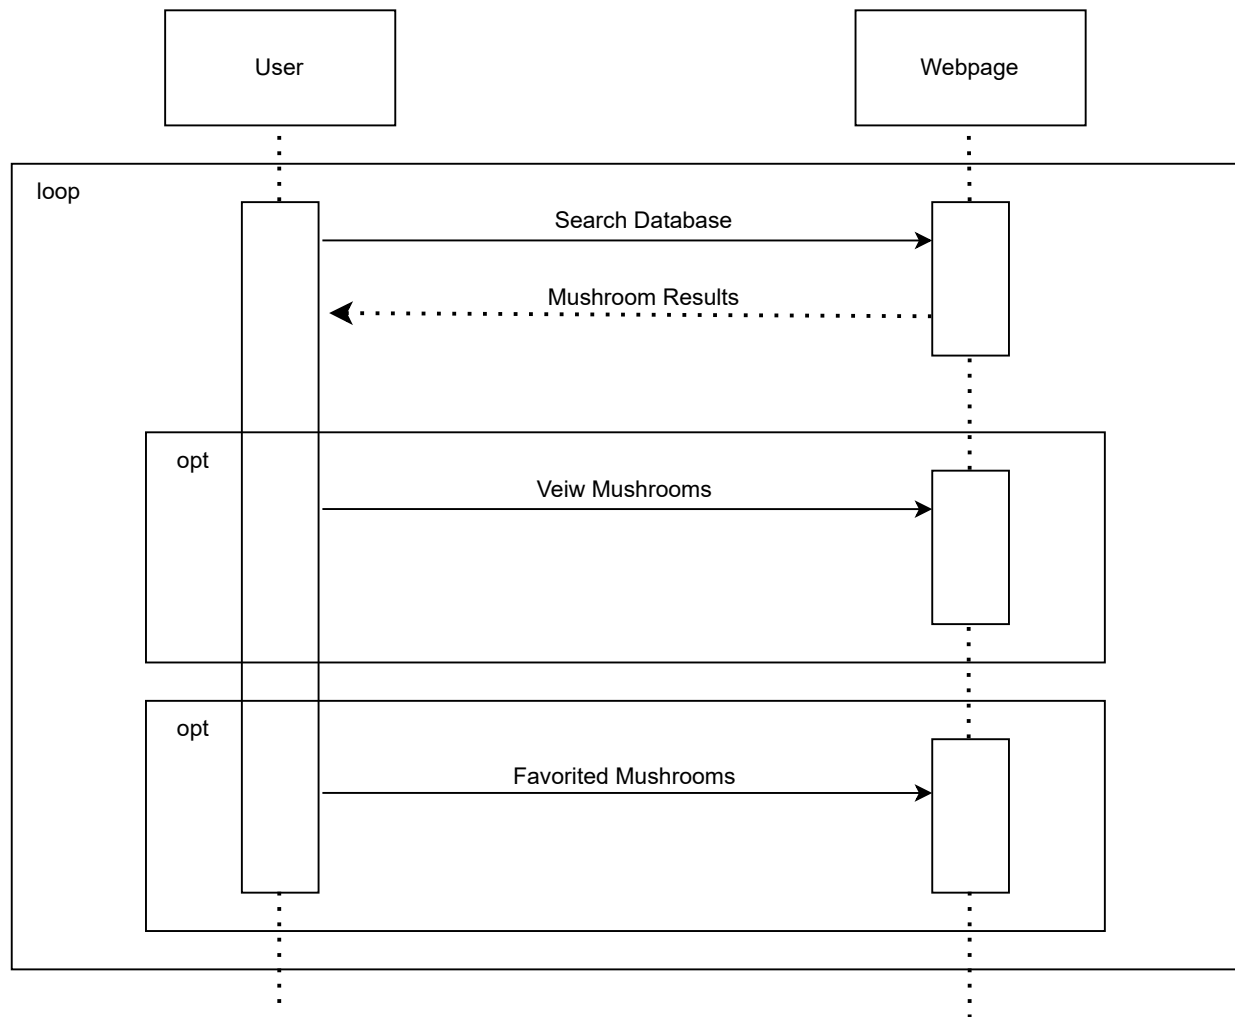 User
Webpage
loop
Search Database
Mushroom Results
opt
Veiw Mushrooms
opt
Favorited Mushrooms